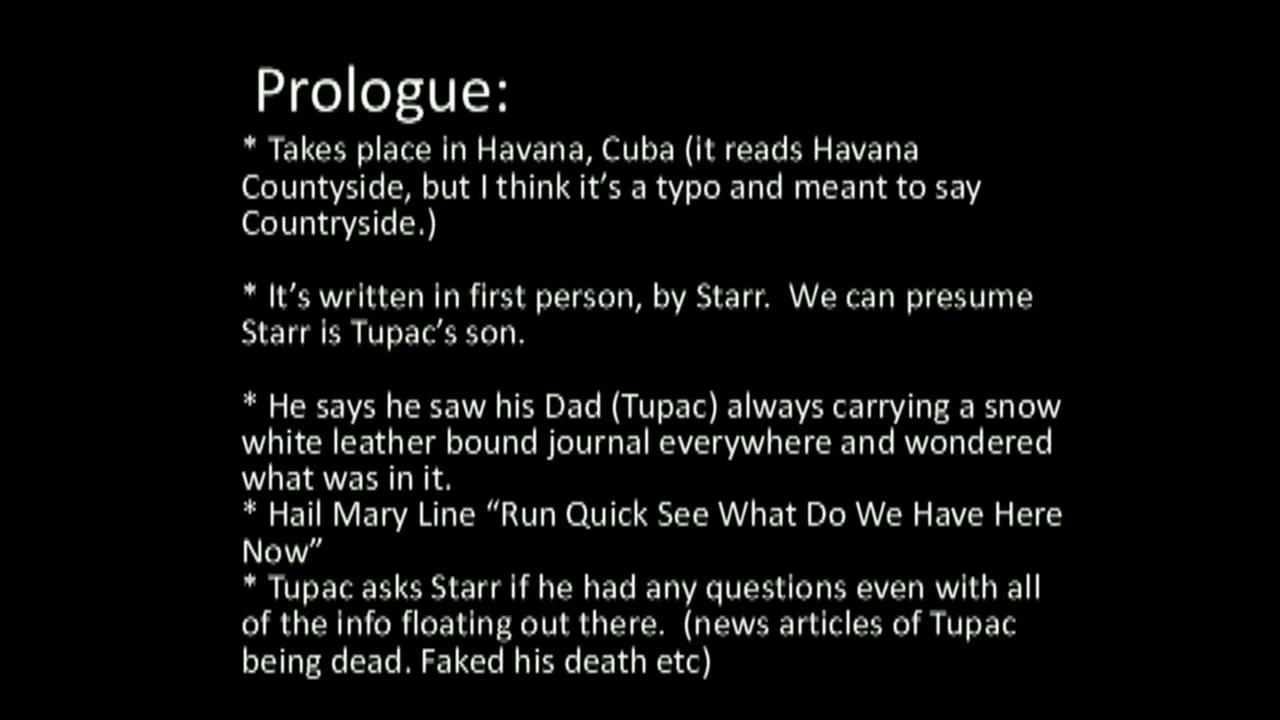 Prologue:
* Takes place in Havana, Cuba (it reads Havana
Countyside, but I think it’s a typo and meant to say
Countryside.)
* It’s written in first person, by Starr.  We can presume
Starr is Tupac’s son.
* He says he saw his Dad (Tupac) always carrying a snow
white leather bound journal everywhere and wondered
what was in it.
* Hail Mary Line “Run Quick See What Do We Have Here
Now”
* Tupac asks Starr if he had any questions even with all
of the info floating out there.  (news articles of Tupac
being dead. Faked his death etc)